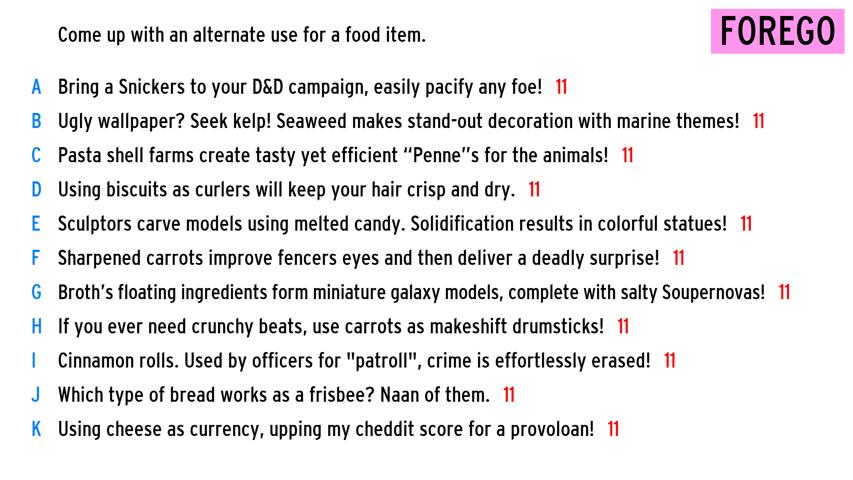 Come up with an alternate use for a food item.
FOREGO
A Bring a Snickers to your D&D campaign, easily pacify any foe! 11
B Ugly wallpaper? Seek kelp! Seaweed makes stand-out decoration with marine themes! 11
C Pasta shell farms create tasty yet efficient “Penne”s for the animals! 11
D Using biscuits as curlers will keep your hair crisp and dry. 11
E Sculptors carve models using melted candy. Solidification results in colorful statues! 11
F Sharpened carrots improve fencers eyes and then deliver a deadly surprise! 11
G Broth's floating ingredients form miniature galaxy models, complete with salty Soupernovas! 11
H If you ever need crunchy beats, use carrots as makeshift drumsticks! 11
I Cinnamon rolls. Used by officers for "patroll", crime is effortlessly erased! 11
J Which type of bread works as a frisbee? Naan of them. 11
K Using cheese as currency, upping my cheddit score for a provoloan! 11